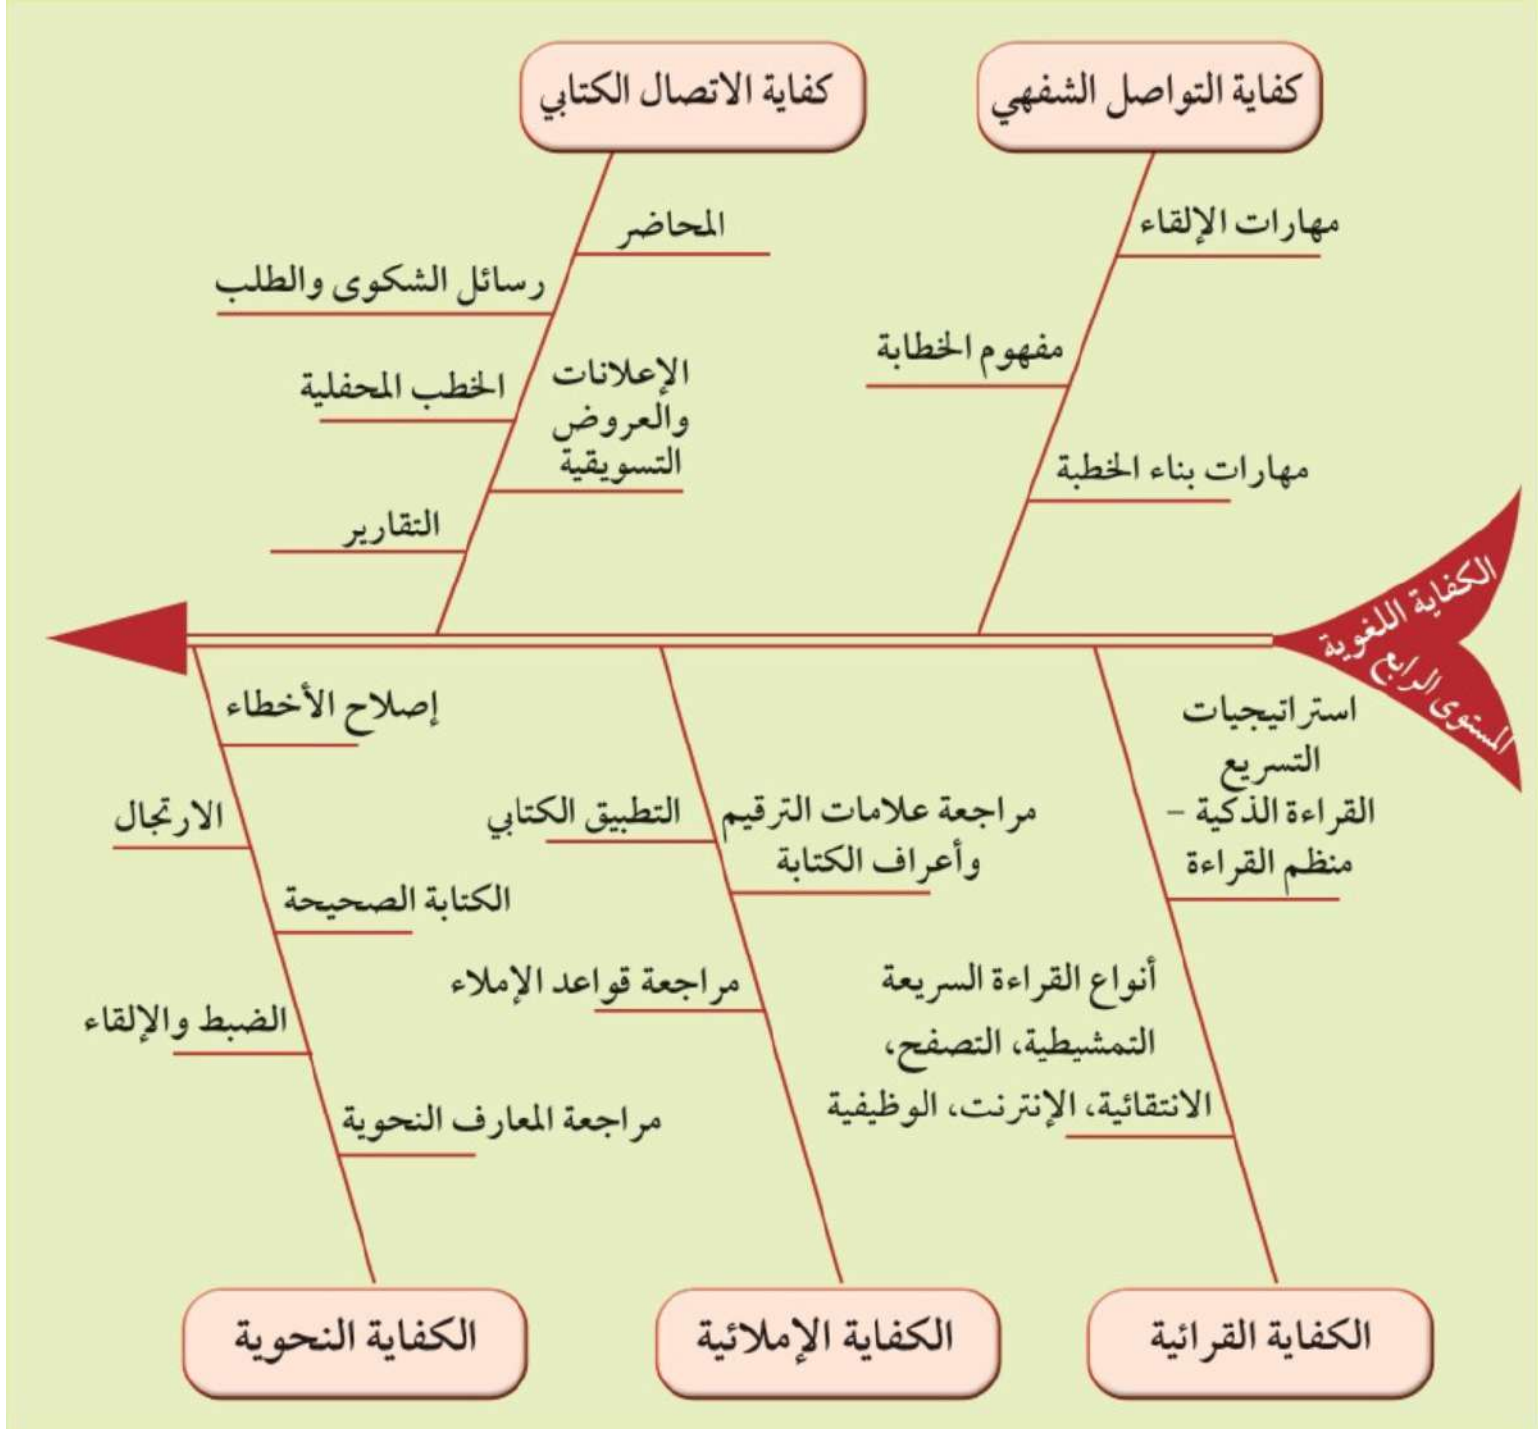 كفاية التواصل الشفهي
كفاية الاتصال الكتابي
مهارات الإلقاء
مفهوم الخطابة
مهارات بناء الخطبة
المحاضر
رسائل الشكوى والطلب
الخطب المحفلية
الإعلانات
والعروض
التسويقية
التقارير
الكفاية اللغوية
المستوى الرابع
استراتيجيات
التسريع
القراءة الذكية –
منظم القراءة
أنواع القراءة السريعة
التمشيطية، التصفح،
الانتقائية، الإنترنت، الوظيفية
مراجعة علامات الترقيم
وأعراف الكتابة
التطبيق الكتابي
مراجعة قواعد الإملاء
إصلاح الأخطاء
الارتجال
الكتابة الصحيحة
الضبط والإلقاء
مراجعة المعارف النحوية
الكفاية القرائية
الكفاية الإملائية
الكفاية النحوية